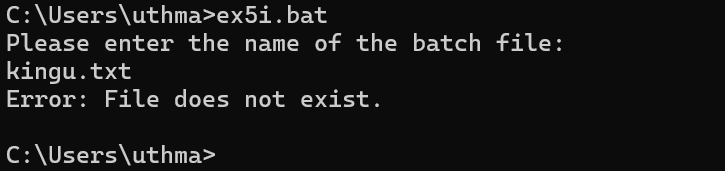 C:\Users\uthma>ex5i.bat
Please enter the name of the batch file:
kingu.txt
Error: File does not exist.
C:\Users\uthma>